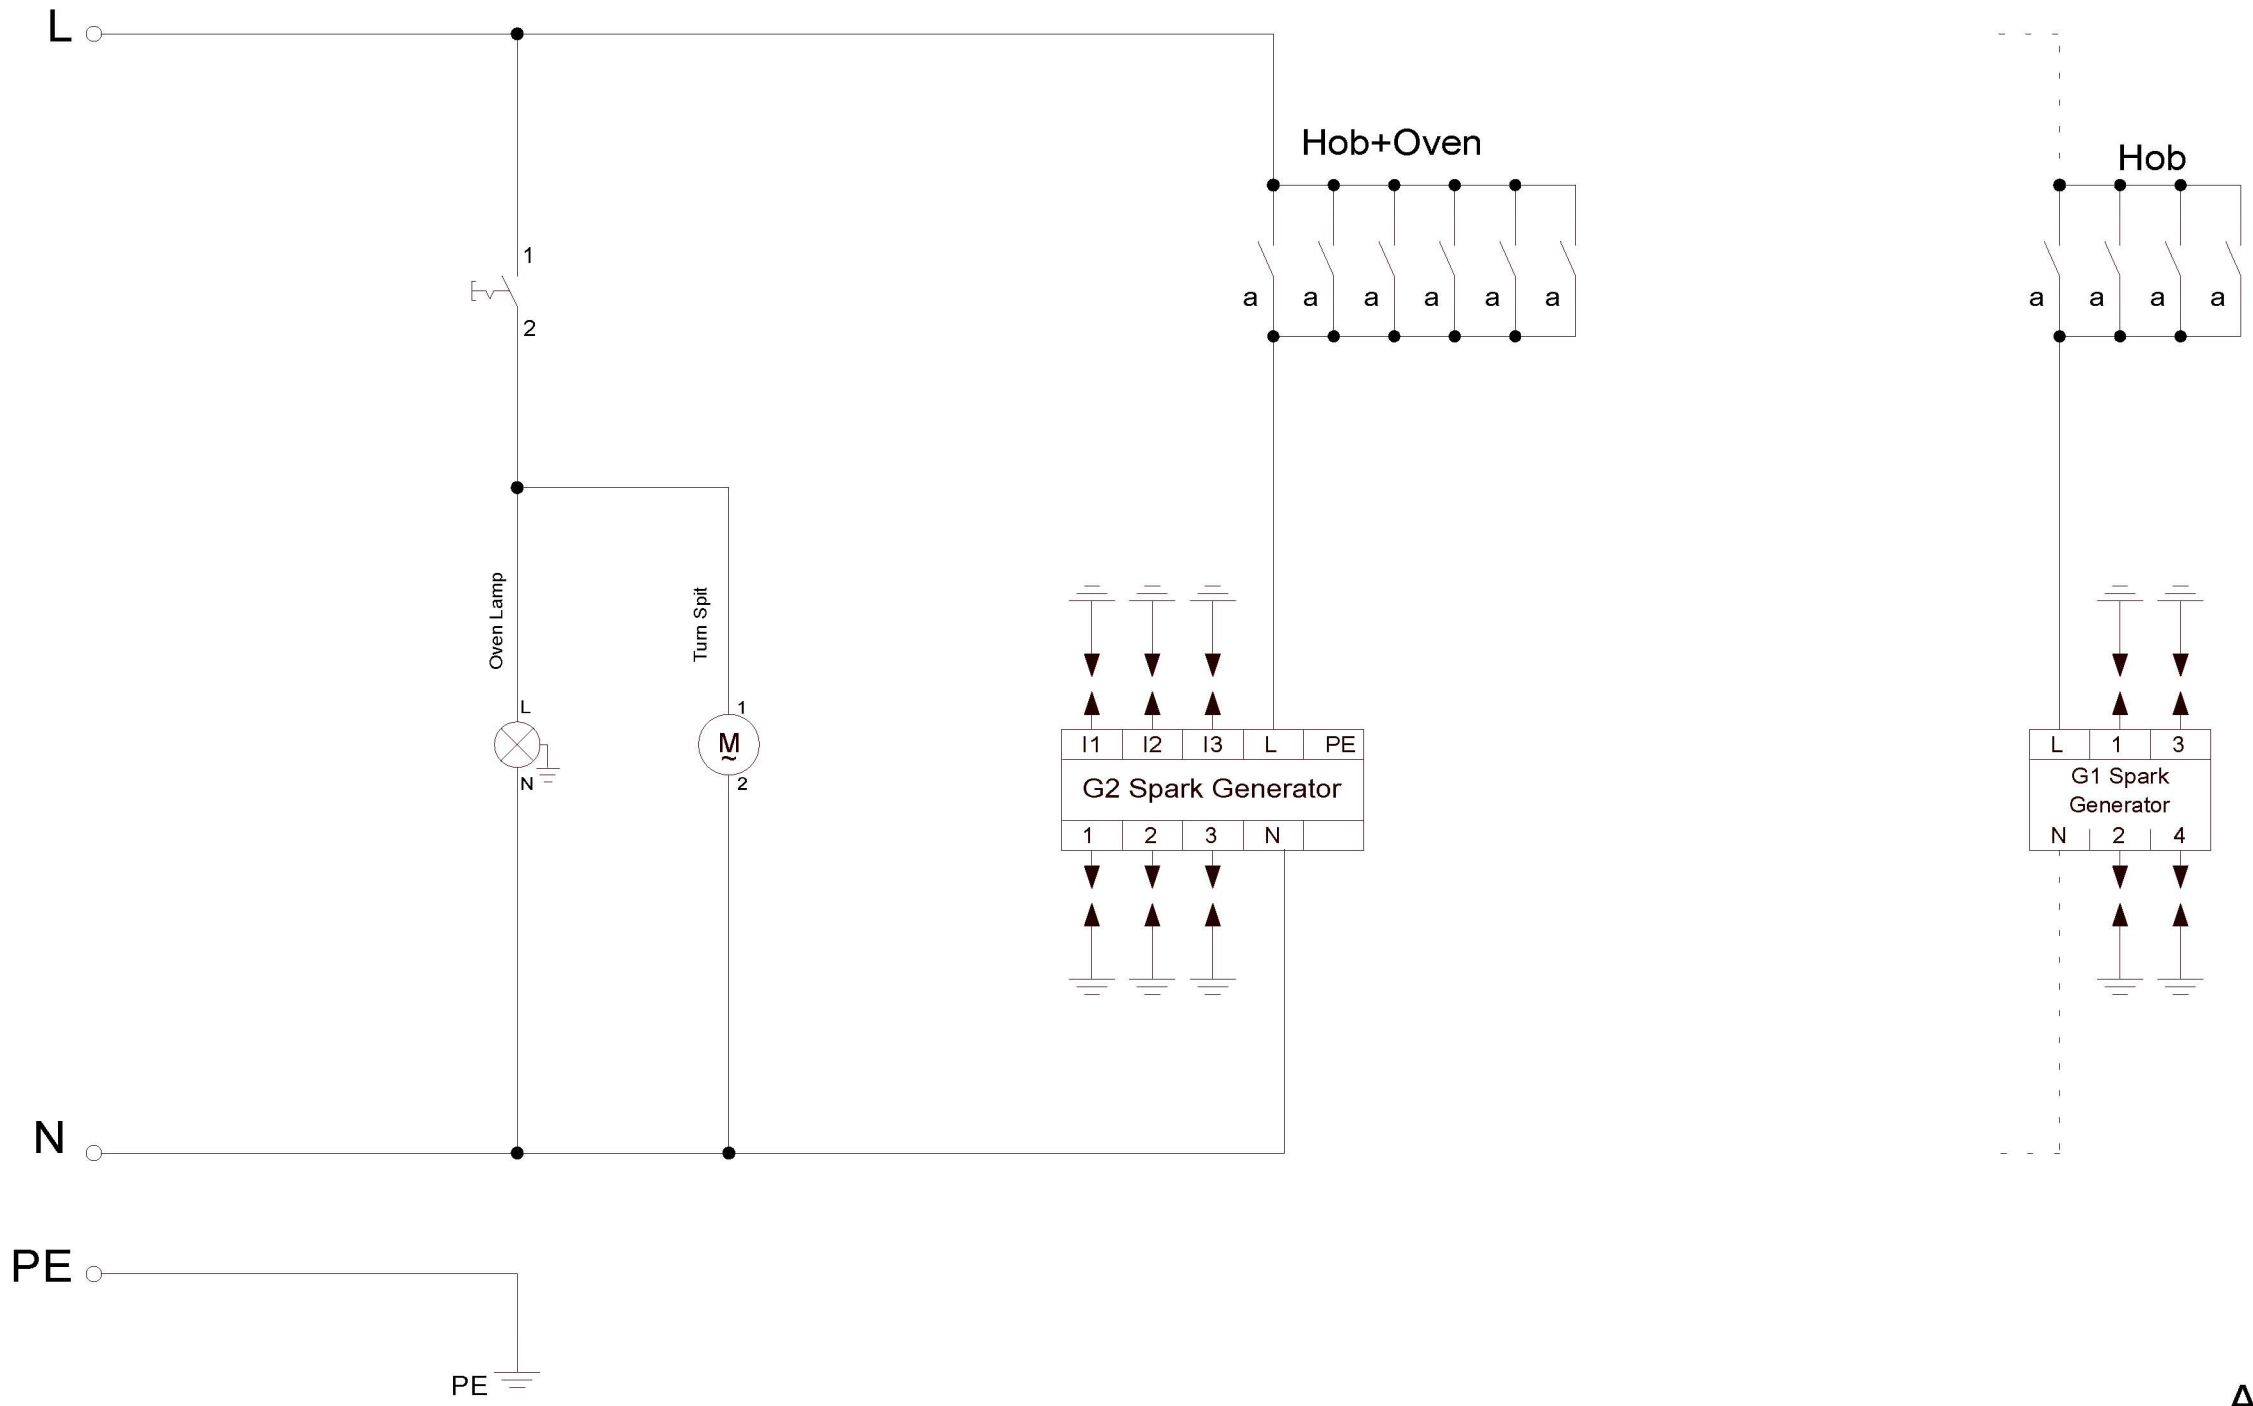 L
Hob+Oven
Hob
1
2
a a a a a a
a a a a
Oven Lamp
Turn Spit
L
N
1
M
~
2
I1 I2 I3 L PE
G2 Spark Generator
1 2 3 N
L 1 3
G1 Spark
Generator
N 2 4
N
PE
PE